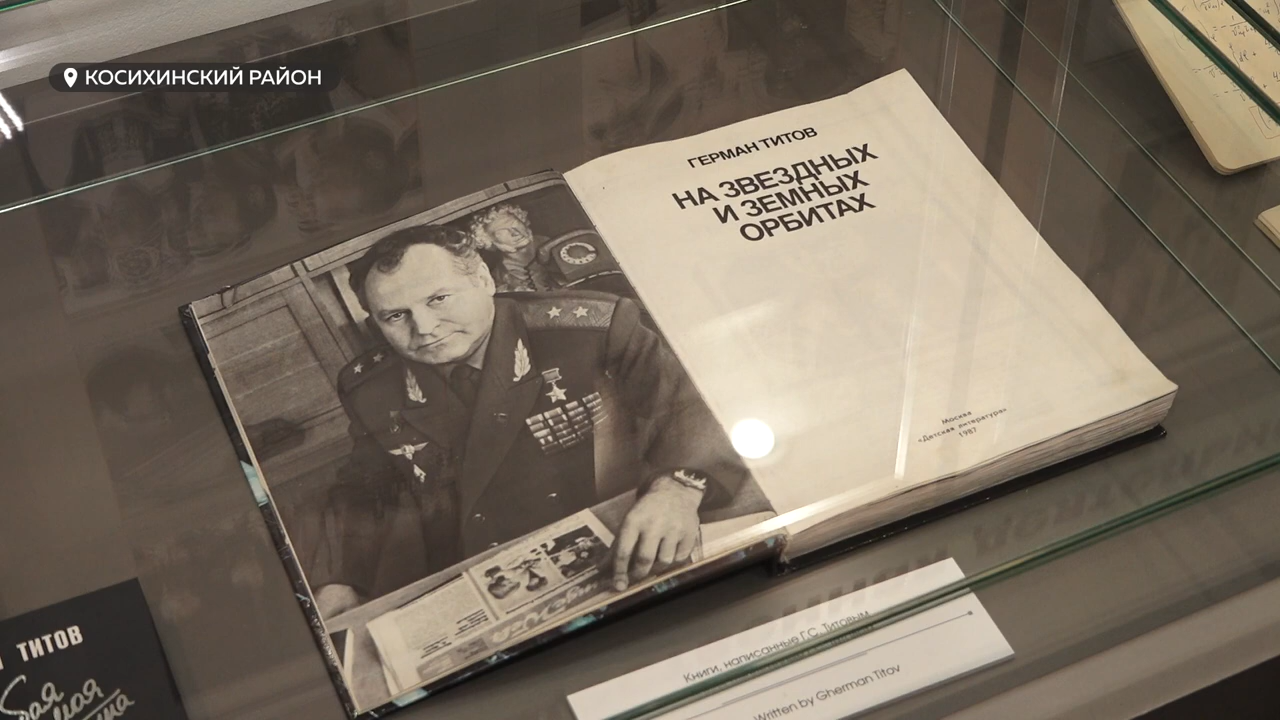 КОСИХИНСКИЙ РАЙОН
ГЕРМАН ТИТОВ
НА ЗВЕЗДНЫХ
И ЗЕМНЫХ
ОРБИТАХ
Москва
«Детская литература»
1987
Книги, написанные Г.С. Титовым
Written by Gherman Titov
ТИТОВ